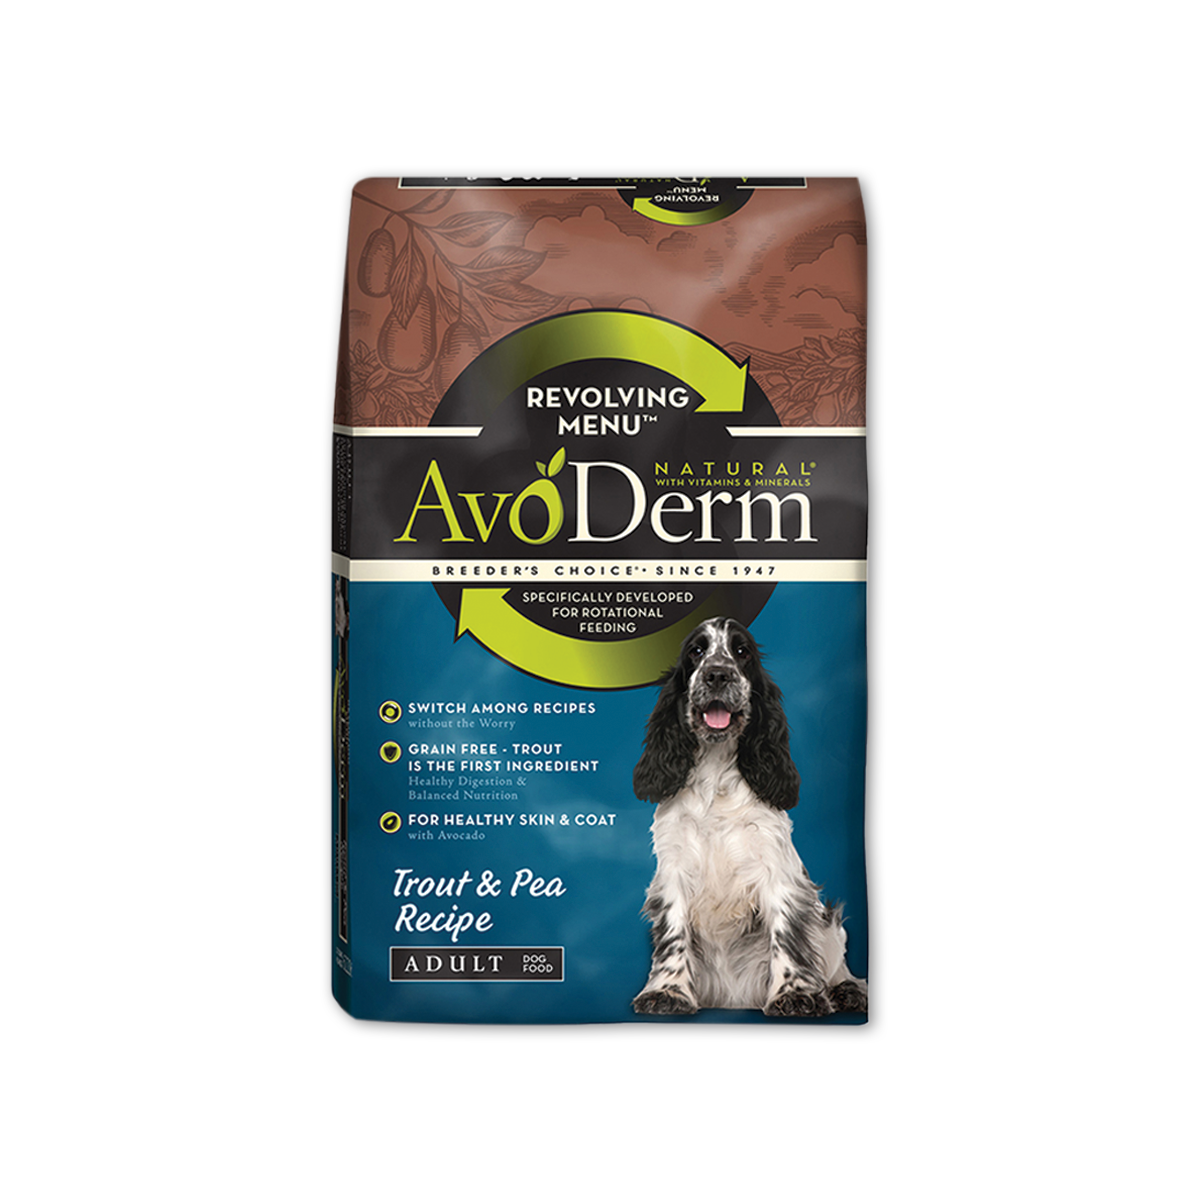 REVOLVING
MENU™
REVOLVING
MENU™
AvoDerm
NATURAL®
WITH VITAMINS & MINERALS
BREEDER'S CHOICE®• SINCE 1947
SPECIFICALLY DEVELOPED
FOR ROTATIONAL
FEEDING
SWITCH AMONG RECIPES
without the Worry
GRAIN FREE - TROUT
IS THE FIRST INGREDIENT
Healthy Digestion &
Balanced Nutrition
FOR HEALTHY SKIN & COAT
with Avocado
Trout & Pea
Recipe
ADULT DOG
FOOD